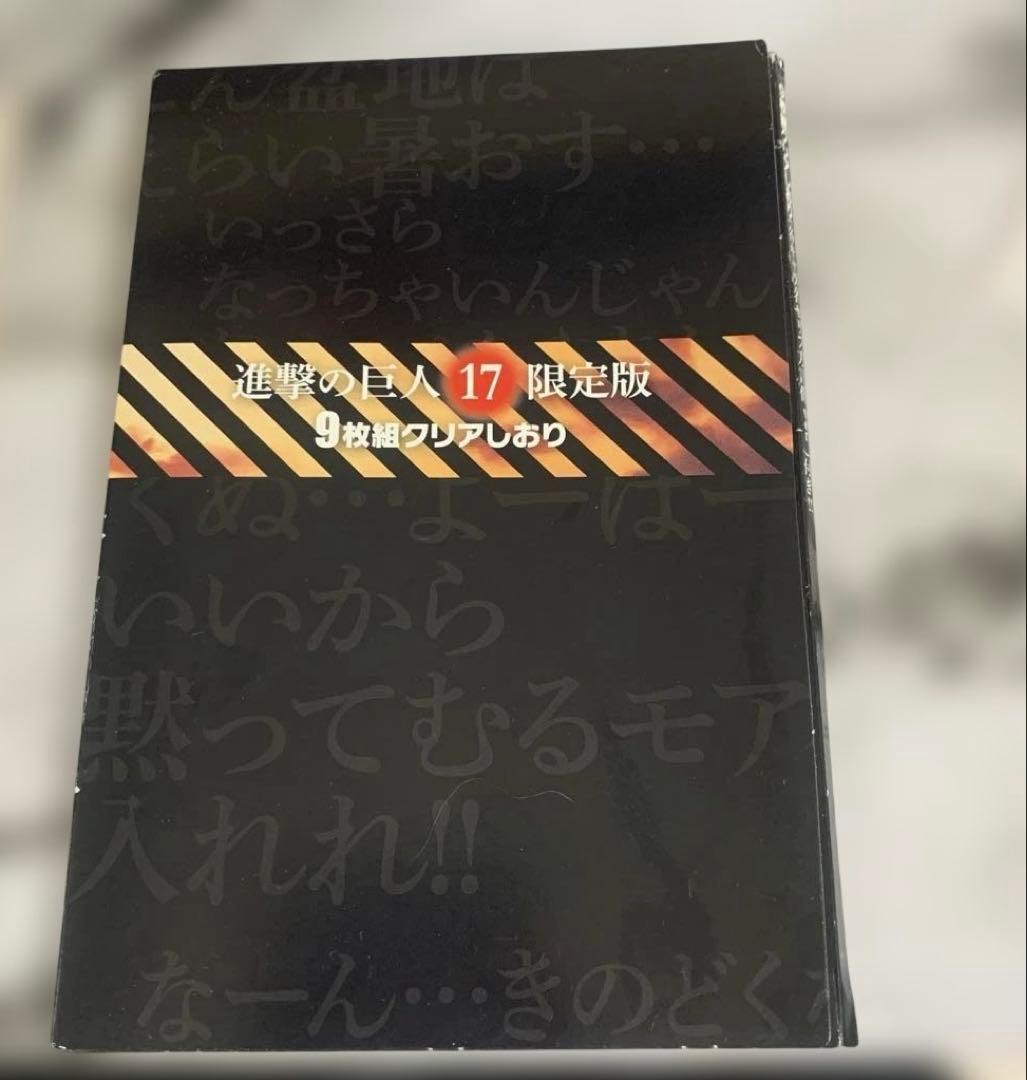 ん盆地は
らい暑おす…
いっさら
なっちゃいんじゃん
進撃の巨人 17 限定版
9枚組クリアしおり
くぬ…よーばー
いいから
黙ってむるモア
入れれ!!
なーん…きのどくな